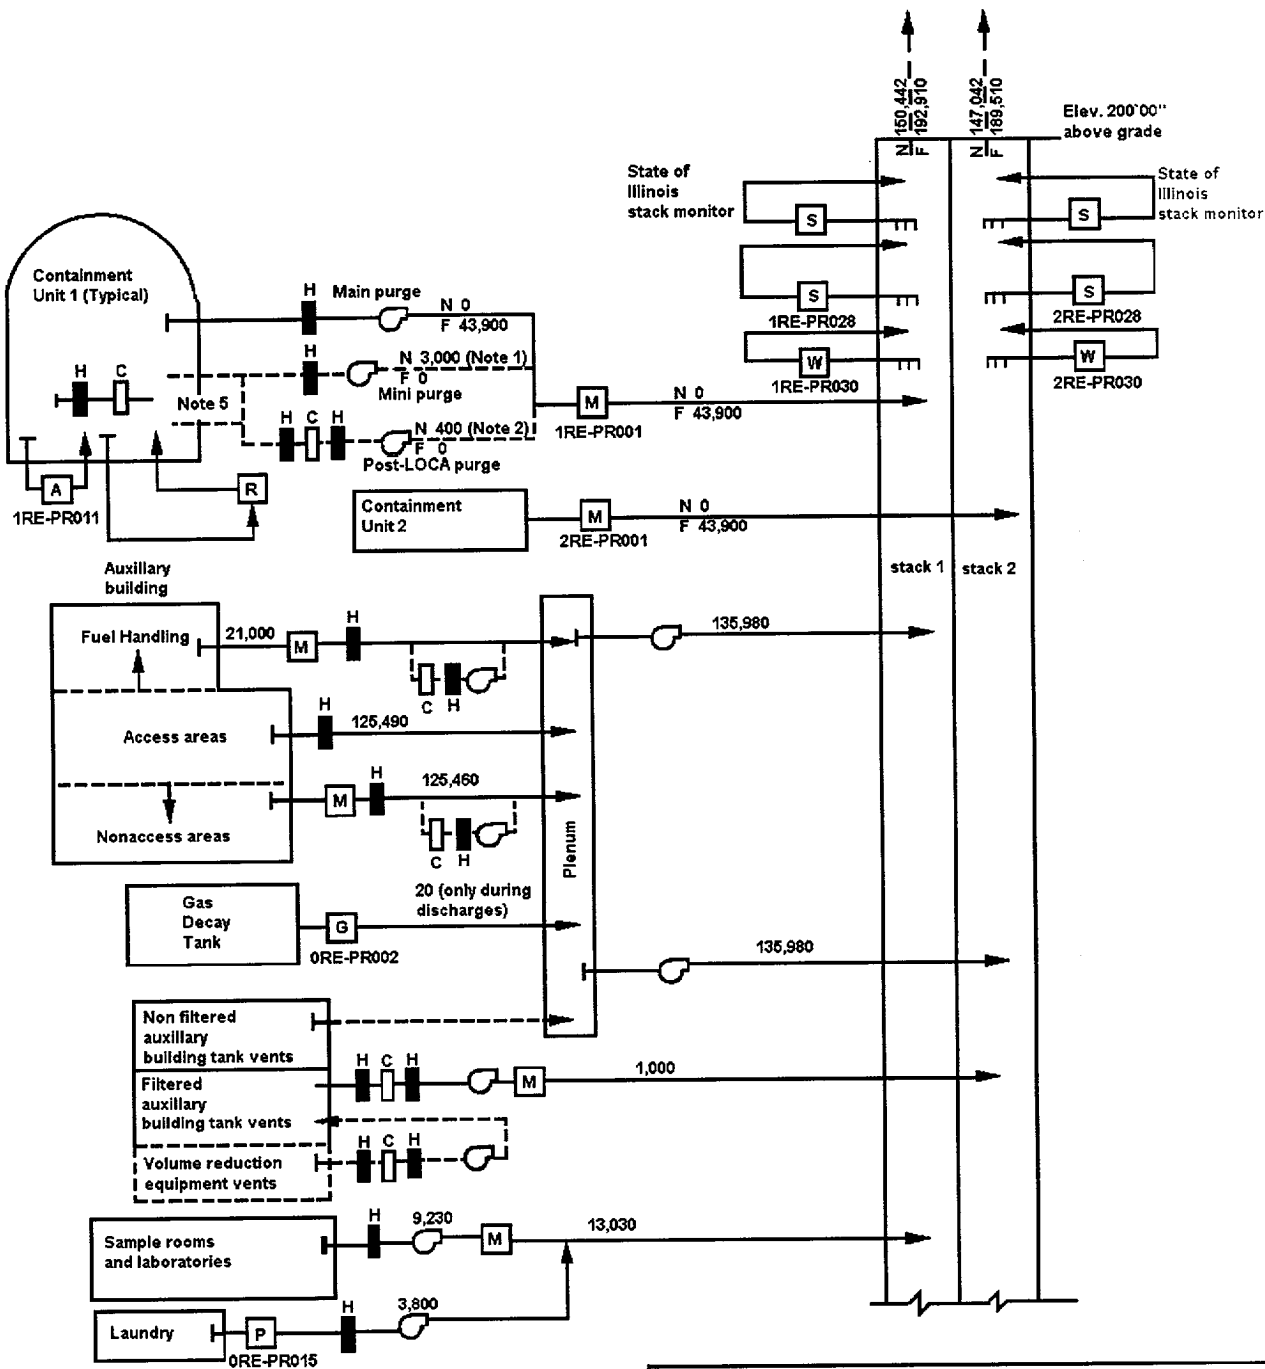 N 150,442
F 192,910
N 147,042
F 189,510
Elev. 200'00"
above grade
State of
Illinois
stack monitor
S
S
State of
Illinois
stack monitor
S
1RE-PR028
S
2RE-PR028
W
1RE-PR030
W
2RE-PR030
Containment
Unit 1 (Typical)
H
Main purge
N 0
F 43,900
H
N 3,000 (Note 1)
F 0
Mini purge
H
C
Note 5
H
C
H
N 400 (Note 2)
F 0
Post-LOCA purge
M
1RE-PR001
N 0
F 43,900
A
1RE-PR011
R
Containment
Unit 2
M
2RE-PR001
N 0
F 43,900
stack 1
stack 2
Auxillary
building
Fuel Handling
21,000
M
H
C
H
135,980
Access areas
H
125,490
Nonaccess areas
M
H
125,460
C
H
Plenum
Gas
Decay
Tank
G
0RE-PR002
20 (only during
discharges)
135,980
Non filtered
auxillary
building tank vents
Filtered
auxillary
building tank vents
H
C
H
M
1,000
Volume reduction
equipment vents
H
C
H
Sample rooms
and laboratories
H
9,230
M
13,030
Laundry
P
0RE-PR015
H
3,800